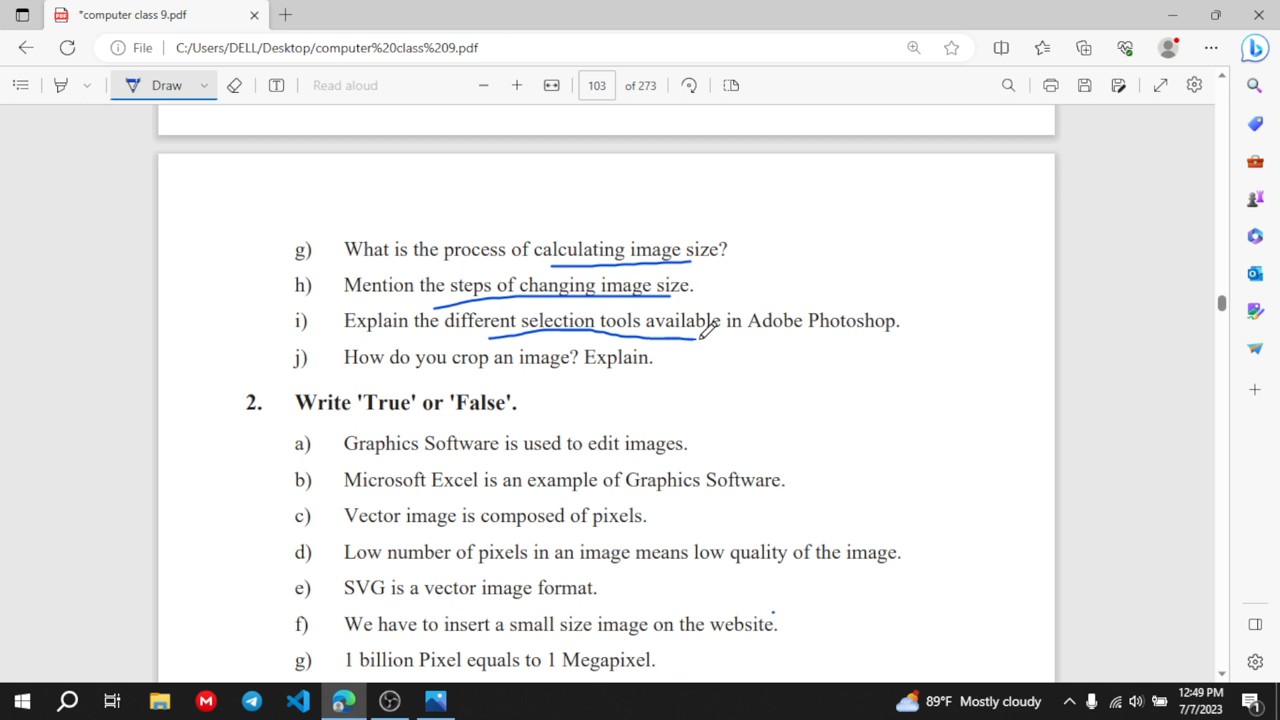 *computer class 9.pdf
File C:/Users/DELL/Desktop/computer%20class%209.pdf
Draw Read aloud 103 of 273
g) What is the process of calculating image size?
h) Mention the steps of changing image size.
i) Explain the different selection tools available in Adobe Photoshop.
j) How do you crop an image? Explain.
2. Write 'True' or 'False'.
a) Graphics Software is used to edit images.
b) Microsoft Excel is an example of Graphics Software.
c) Vector image is composed of pixels.
d) Low number of pixels in an image means low quality of the image.
e) SVG is a vector image format.
f) We have to insert a small size image on the website.
g) 1 billion Pixel equals to 1 Megapixel.
89°F Mostly cloudy 12:49 PM
7/7/2023